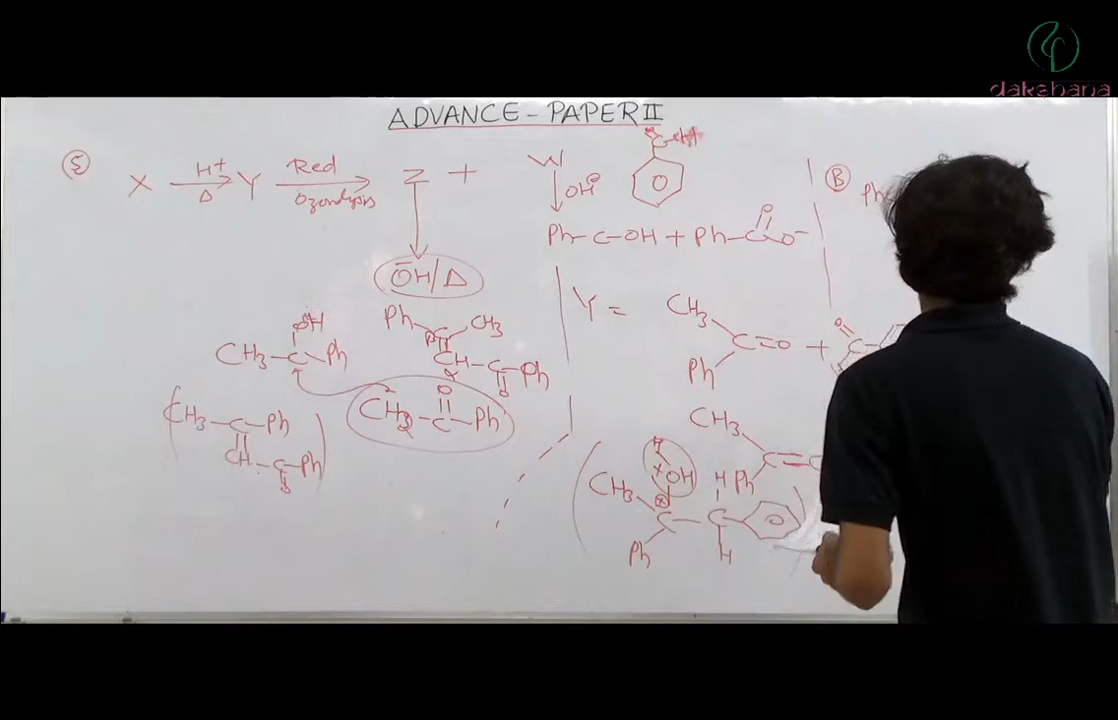 dakshana
ADVANCE - PAPER II
5
X H+ Δ Y Red Ozonolysis Z + W
OH⊖
Ph-C-OH + Ph-C O O-
B Ph
OH/Δ
Y = CH3 C=O + Ph
Ph CH3
CH-C-Ph
O
CH3-C-Ph OH
CH3-C-Ph
O
CH3-C-Ph
CH-C-Ph
O
CH3 C=C Ph
H + OH
CH3 C - C H
Ph H